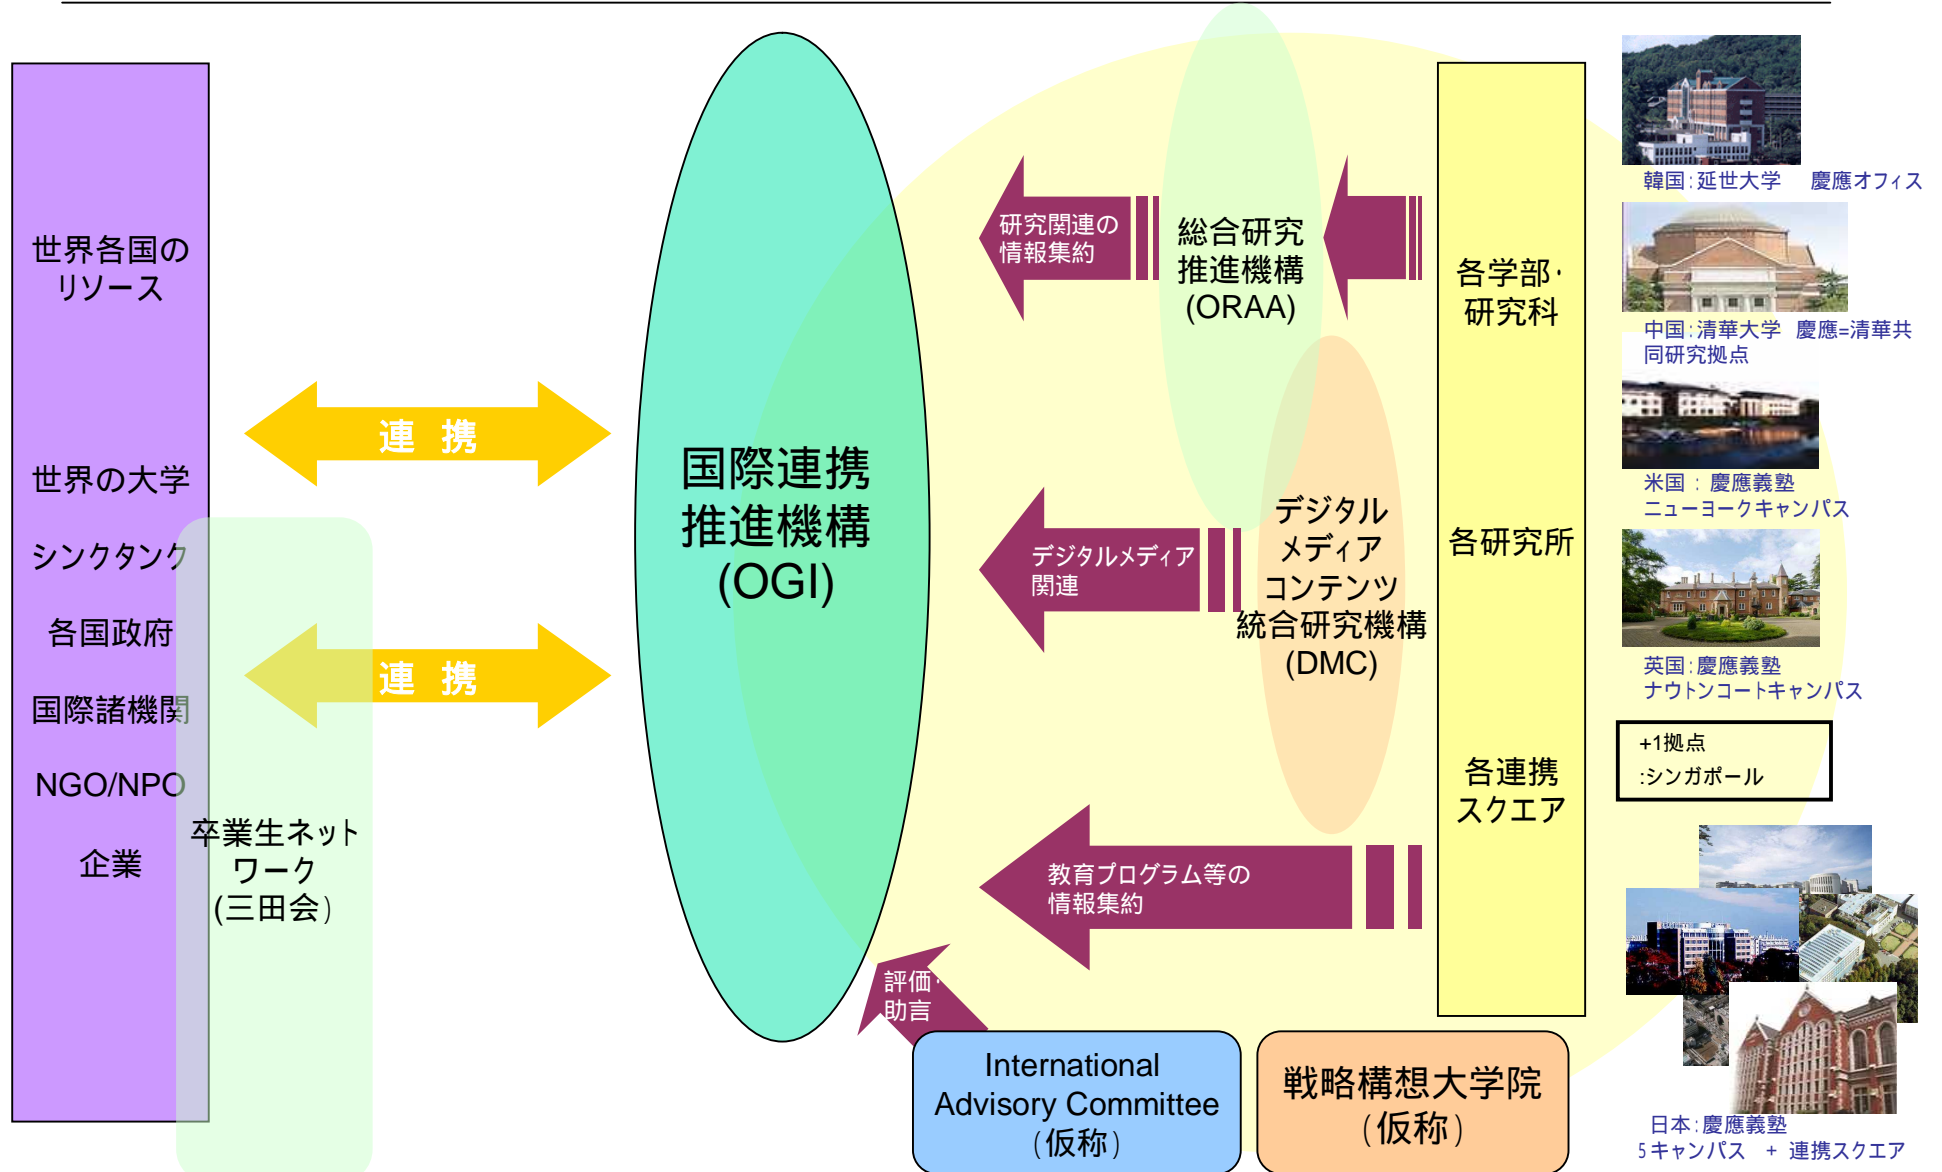 世界各国の
リソース
世界の大学
シンクタンク
各国政府
国際諸機関
NGO/NPO
企業
卒業生ネット
ワーク
(三田会)
連 携
連 携
国際連携
推進機構
(OGI)
研究関連の
情報集約
総合研究
推進機構
(ORAA)
デジタルメディア
関連
デジタル
メディア
コンテンツ
統合研究機構
(DMC)
教育プログラム等の
情報集約
評価・
助言
International
Advisory Committee
(仮称)
戦略構想大学院
(仮称)
各学部・
研究科
各研究所
各連携
スクエア
韓国:延世大学 慶應オフィス
中国:清華大学 慶應=清華共
同研究拠点
米国:慶應義塾
ニューヨークキャンパス
英国:慶應義塾
ナウトンコートキャンパス
+1拠点
:シンガポール
日本:慶應義塾
5キャンパス + 連携スクエア